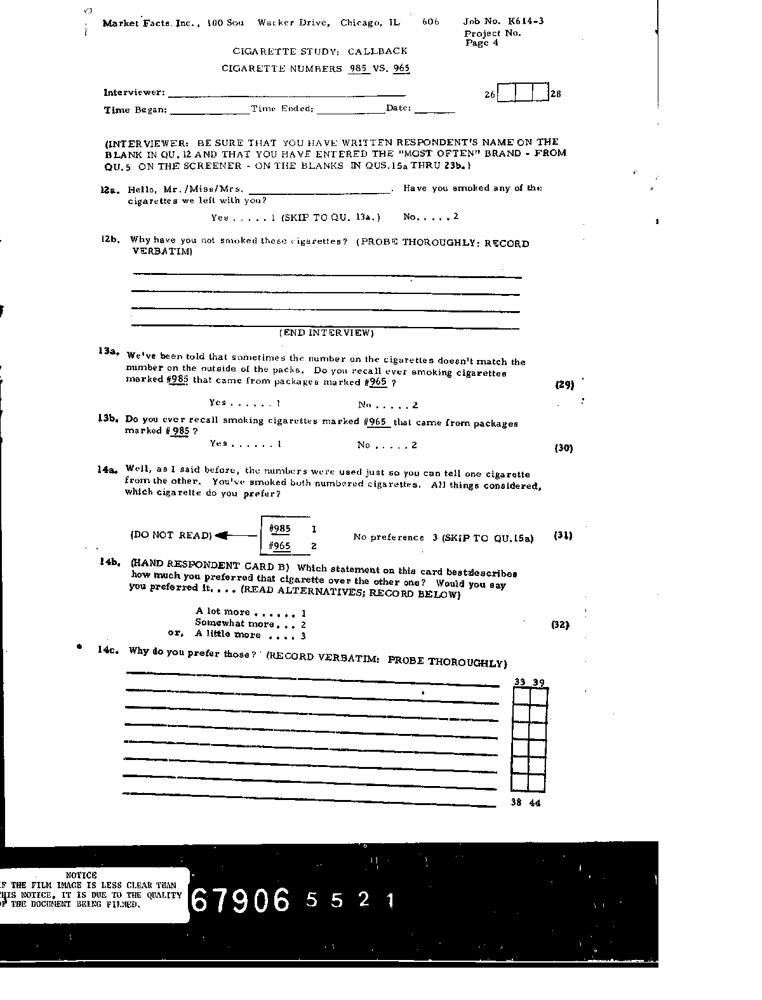 Market Facts, Inc., 100 Sou Wacker Drive, Chicago, IL 606 Job No. K614-3
Project No.
Page 4
CIGARETTE STUDY: CALLBACK
CIGARETTE NUMBERS 985 VS. 965
Interviewer: ____________________
26 28
Time Began: __________ Time Ended: __________ Date: ______
(INTERVIEWER: BE SURE THAT YOU HAVE WRITTEN RESPONDENT'S NAME ON THE
BLANK IN QU. 12 AND THAT YOU HAVE ENTERED THE "MOST OFTEN" BRAND - FROM
QU. 5 ON THE SCREENER - ON THE BLANKS IN QUS. 15a THRU 23b.)
12a. Hello, Mr. /Miss/Mrs. ____________________. Have you smoked any of the
cigarettes we left with you?
Yes . . . . . 1 (SKIP TO QU. 13a.) No. . . . . 2
12b. Why have you not smoked these cigarettes? (PROBE THOROUGHLY: RECORD
VERBATIM)
(END INTERVIEW)
13a. We've been told that sometimes the number on the cigarettes doesn't match the
number on the outside of the packs. Do you recall ever smoking cigarettes
marked #985 that came from packages marked #965 ? (29)
Yes . . . . . . 1 No . . . . . 2
13b. Do you ever recall smoking cigarettes marked #965 that came from packages
marked # 985 ?
Yes . . . . . . 1 No . . . . . 2 (30)
14a. Well, as I said before, the numbers were used just so you can tell one cigarette
from the other. You've smoked both numbered cigarettes. All things considered,
which cigarette do you prefer?
#985 1
(DO NOT READ) No preference 3 (SKIP TO QU. 15a) (31)
#965 2
14b. (HAND RESPONDENT CARD B) Which statement on this card best describes
how much you preferred that cigarette over the other one? Would you say
you preferred it. . . . (READ ALTERNATIVES; RECORD BELOW)
A lot more . . . . . . 1
Somewhat more . . . 2 (32)
or, A little more . . . . 3
14c. Why do you prefer those? (RECORD VERBATIM: PROBE THOROUGHLY)
33 39
38 44
NOTICE
F THE FILM IMAGE IS LESS CLEAR THAN
HIS NOTICE, IT IS DUE TO THE QUALITY
F THE DOCUMENT BEING FILMED.
67906 5 5 2 1